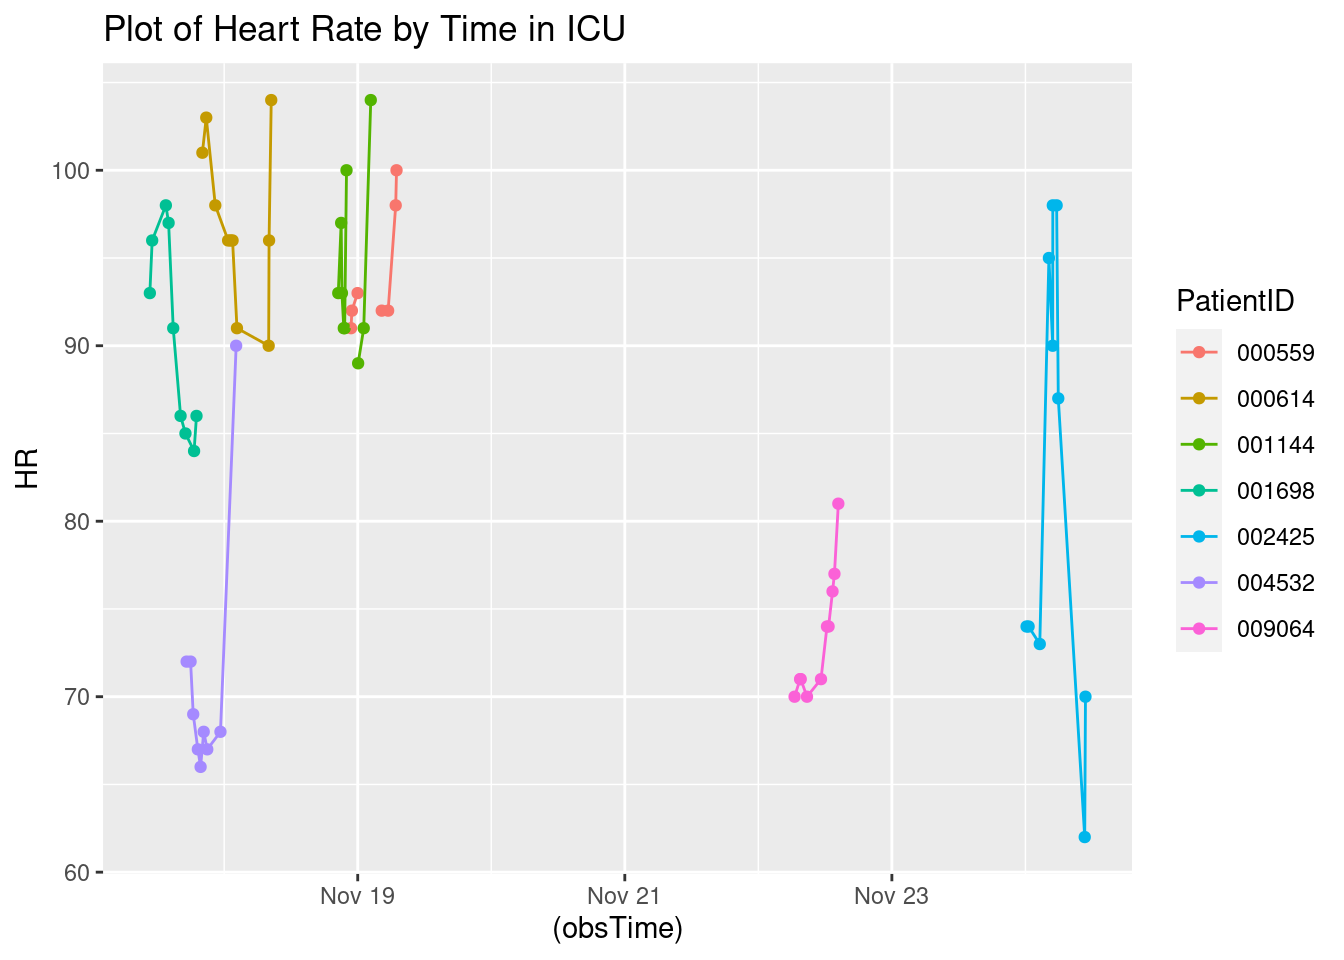 Plot of Heart Rate by Time in ICU
HR
100
90
80
70
60
Nov 19
Nov 21
Nov 23
(obsTime)
PatientID
000559
000614
001144
001698
002425
004532
009064